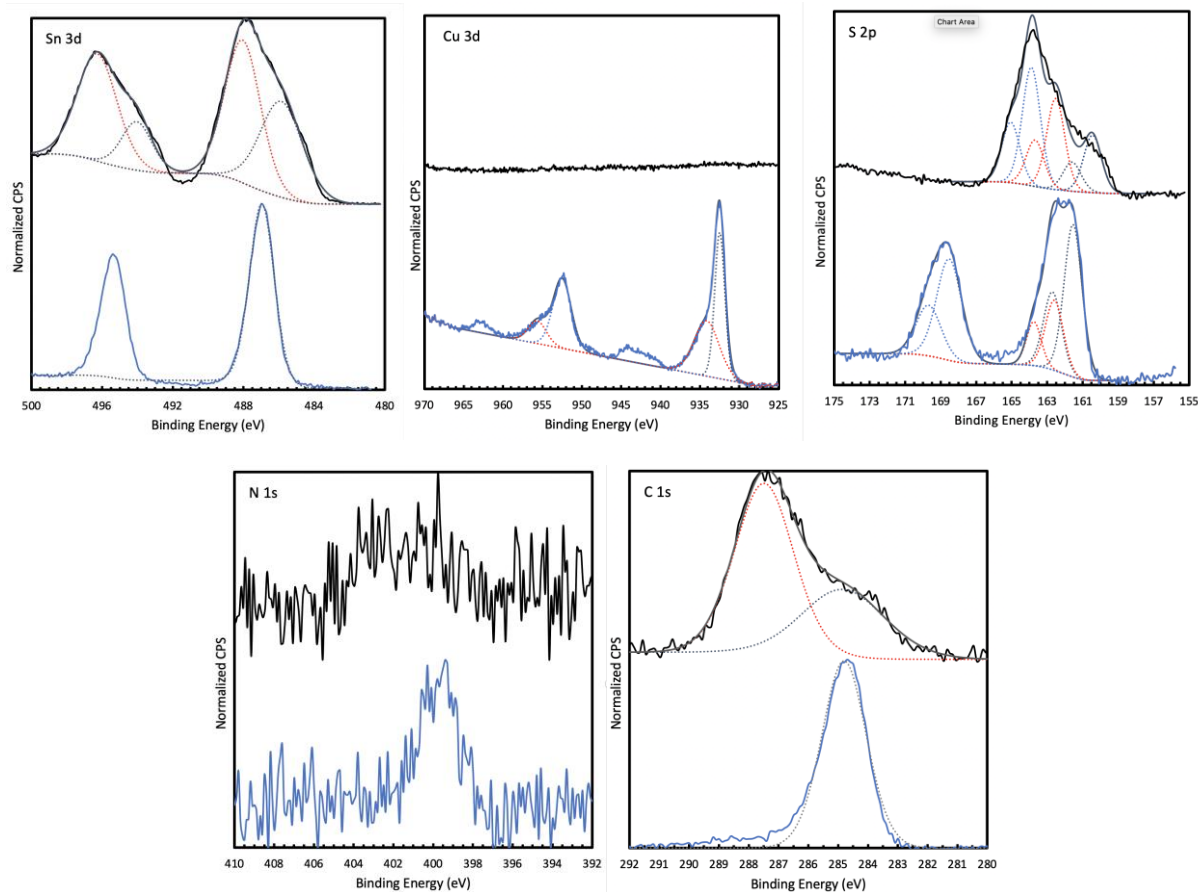 Sn 3d
Normalized CPS
500 496 492 488 484 480
Binding Energy (eV)
Cu 3d
Normalized CPS
970 965 960 955 950 945 940 935 930 925
Binding Energy (eV)
Chart Area
S 2p
Normalized CPS
175 173 171 169 167 165 163 161 159 157 155
Binding Energy (eV)
N 1s
Normalized CPS
410 408 406 404 402 400 398 396 394 392
Binding Energy (eV)
C 1s
Normalized CPS
292 291 290 289 288 287 286 285 284 283 282 281 280
Binding Energy (eV)